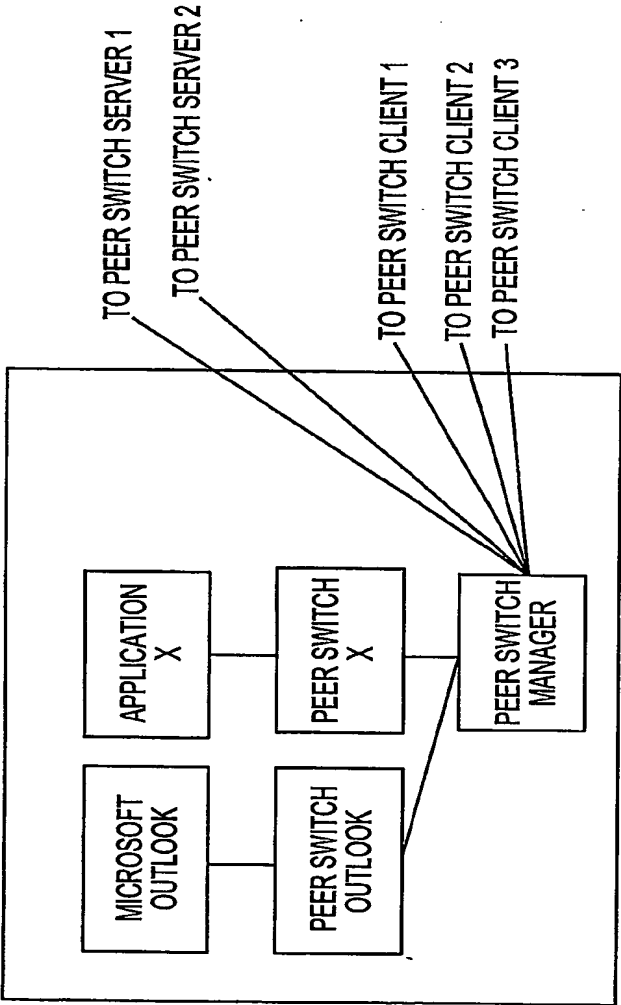 MICROSOFT
OUTLOOK
APPLICATION
X
TO PEER SWITCH SERVER 1
TO PEER SWITCH SERVER 2
PEER SWITCH
OUTLOOK
PEER SWITCH
X
TO PEER SWITCH CLIENT 1
TO PEER SWITCH CLIENT 2
TO PEER SWITCH CLIENT 3
PEER SWITCH
MANAGER